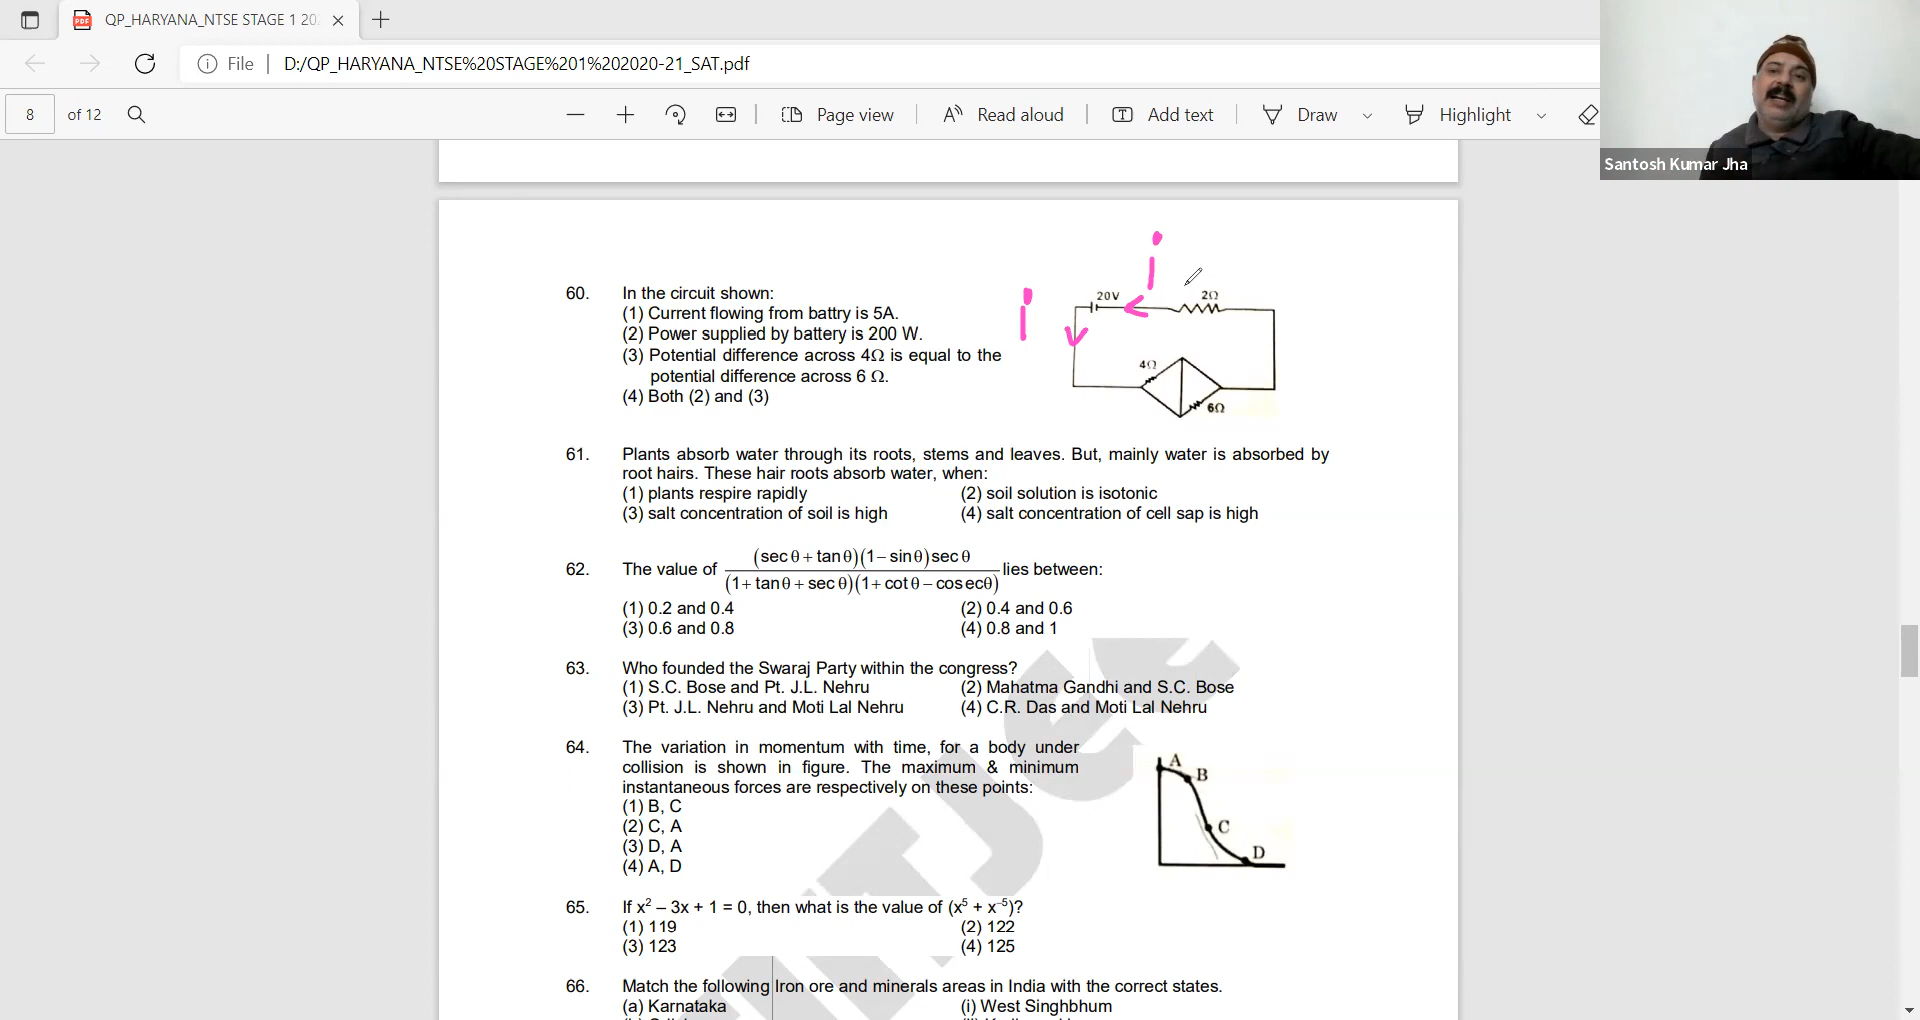 QP_HARYANA_NTSE STAGE 1 20
File
D:/QP_HARYANA_NTSE%20STAGE%201%202020-21_SAT.pdf
8 of 12
Page view
Read aloud
Add text
Draw
Highlight
Santosh Kumar Jha
60. In the circuit shown:
(1) Current flowing from battry is 5A.
(2) Power supplied by battery is 200 W.
(3) Potential difference across 4Ω is equal to the
potential difference across 6 Ω.
(4) Both (2) and (3)
i
i
20V
2Ω
4Ω
6Ω
61. Plants absorb water through its roots, stems and leaves. But, mainly water is absorbed by
root hairs. These hair roots absorb water, when:
(1) plants respire rapidly (2) soil solution is isotonic
(3) salt concentration of soil is high (4) salt concentration of cell sap is high
62. The value of (sec θ + tan θ)(1 – sin θ) sec θ / (1 + tan θ + sec θ)(1 + cot θ – cos ecθ) lies between:
(1) 0.2 and 0.4 (2) 0.4 and 0.6
(3) 0.6 and 0.8 (4) 0.8 and 1
63. Who founded the Swaraj Party within the congress?
(1) S.C. Bose and Pt. J.L. Nehru (2) Mahatma Gandhi and S.C. Bose
(3) Pt. J.L. Nehru and Moti Lal Nehru (4) C.R. Das and Moti Lal Nehru
64. The variation in momentum with time, for a body under
collision is shown in figure. The maximum & minimum
instantaneous forces are respectively on these points:
(1) B, C
(2) C, A
(3) D, A
(4) A, D
A
B
C
D
65. If x² – 3x + 1 = 0, then what is the value of (x⁵ + x⁻⁵)?
(1) 119 (2) 122
(3) 123 (4) 125
66. Match the following Iron ore and minerals areas in India with the correct states.
(a) Karnataka (i) West Singhbhum